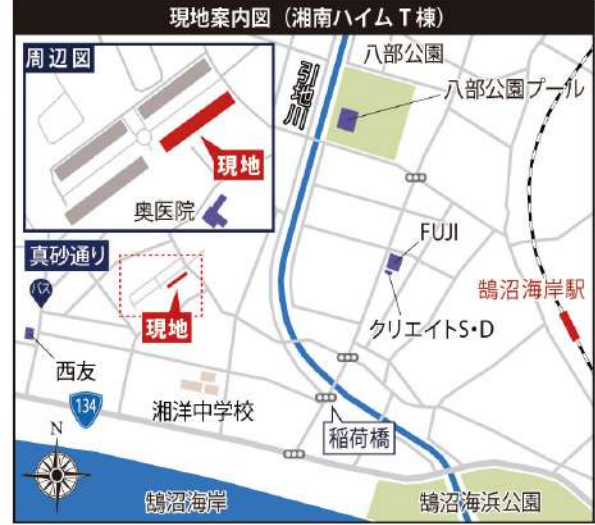 現地案内図（湘南ハイムT棟）
周辺図
現地
奥医院
引地川
八部公園
八部公園プール
真砂通り
バス
現地
FUJI
クリエイトS・D
鵠沼海岸駅
西友
134
湘洋中学校
稲荷橋
N
鵠沼海岸
鵠沼海浜公園